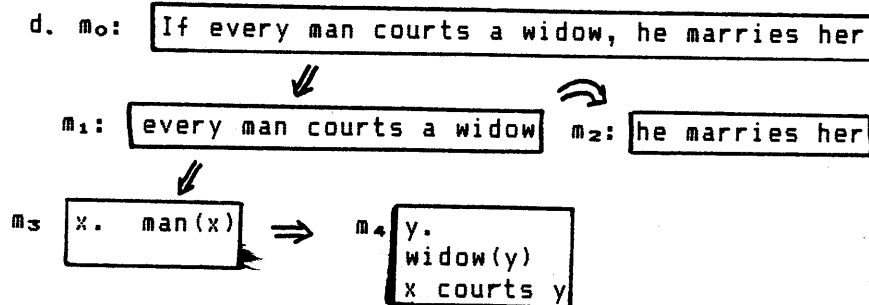 d. m₀: If every man courts a widow, he marries her
m₁: every man courts a widow m₂: he marries her
m₃ x. man(x) ⇒ m₄ y.
widow(y)
x courts y